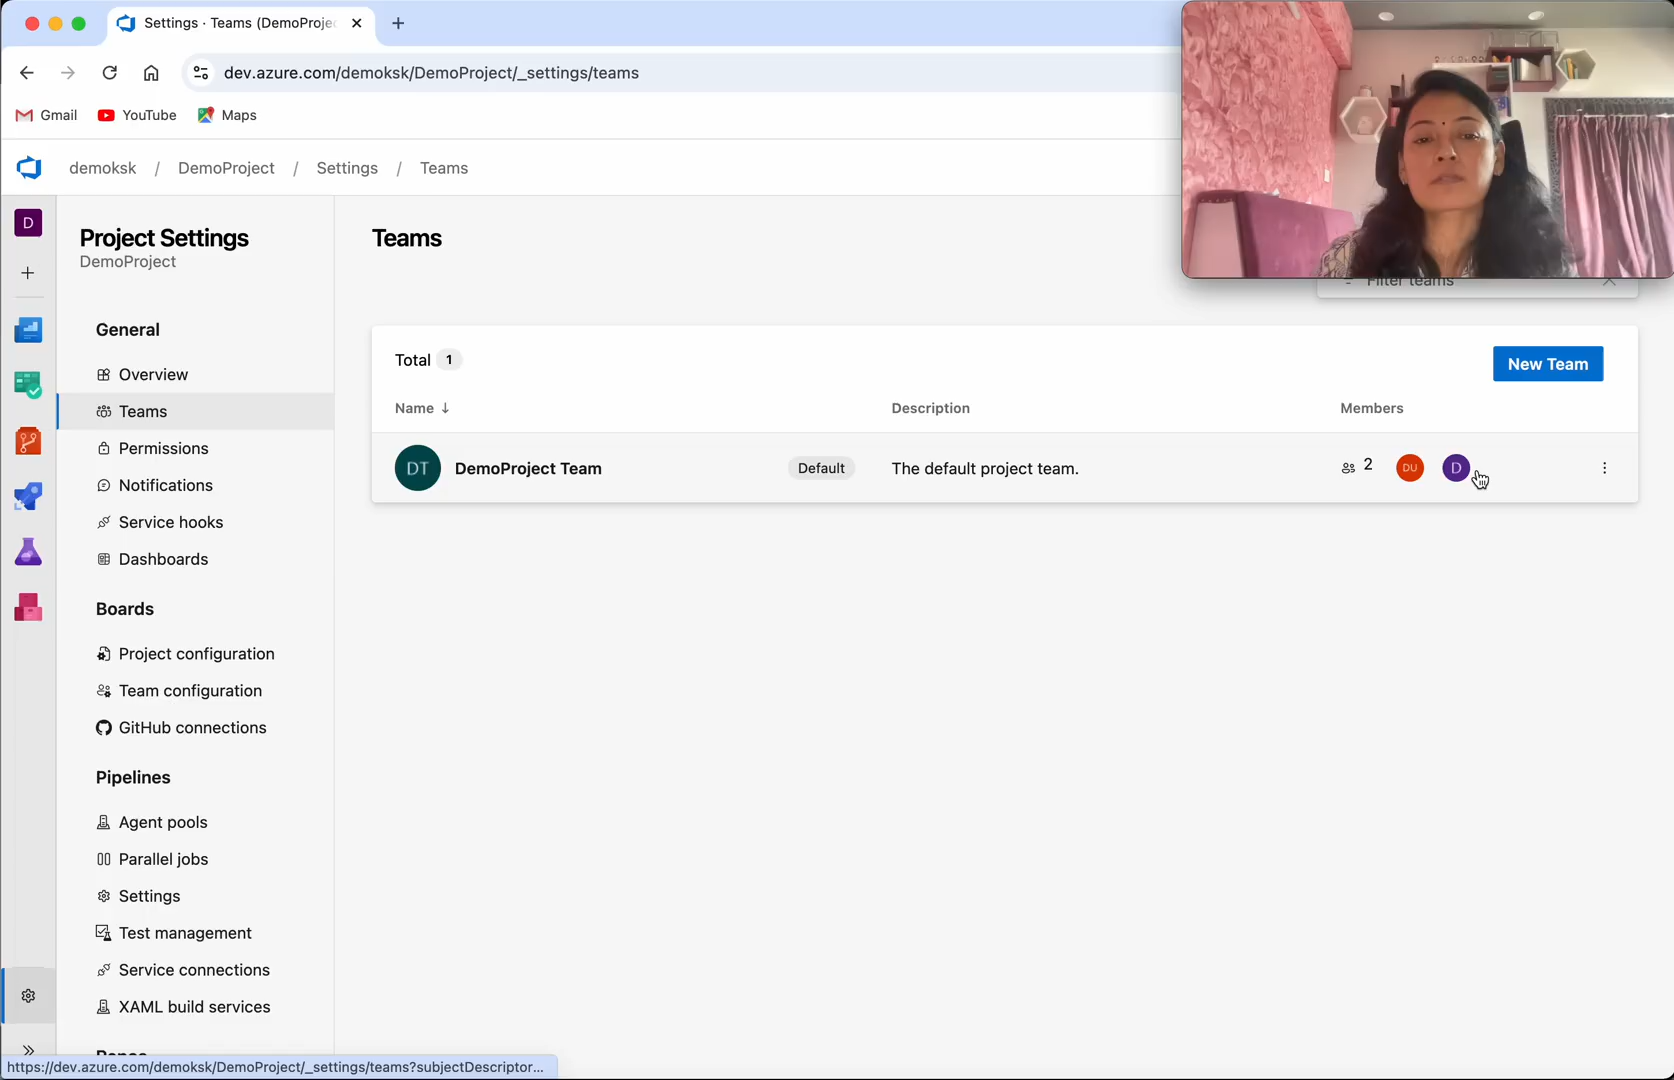 Settings · Teams (DemoProje
dev.azure.com/demoksk/DemoProject/_settings/teams
Gmail
YouTube
Maps
demoksk / DemoProject / Settings / Teams
D
Project Settings
DemoProject
General
Overview
Teams
Permissions
Notifications
Service hooks
Dashboards
Boards
Project configuration
Team configuration
GitHub connections
Pipelines
Agent pools
Parallel jobs
Settings
Test management
Service connections
XAML build services
Repos
Teams
Filter teams
Total 1
New Team
Name ↓ Description Members
DT DemoProject Team Default The default project team. 2 DU D
https://dev.azure.com/demoksk/DemoProject/_settings/teams?subjectDescriptor...